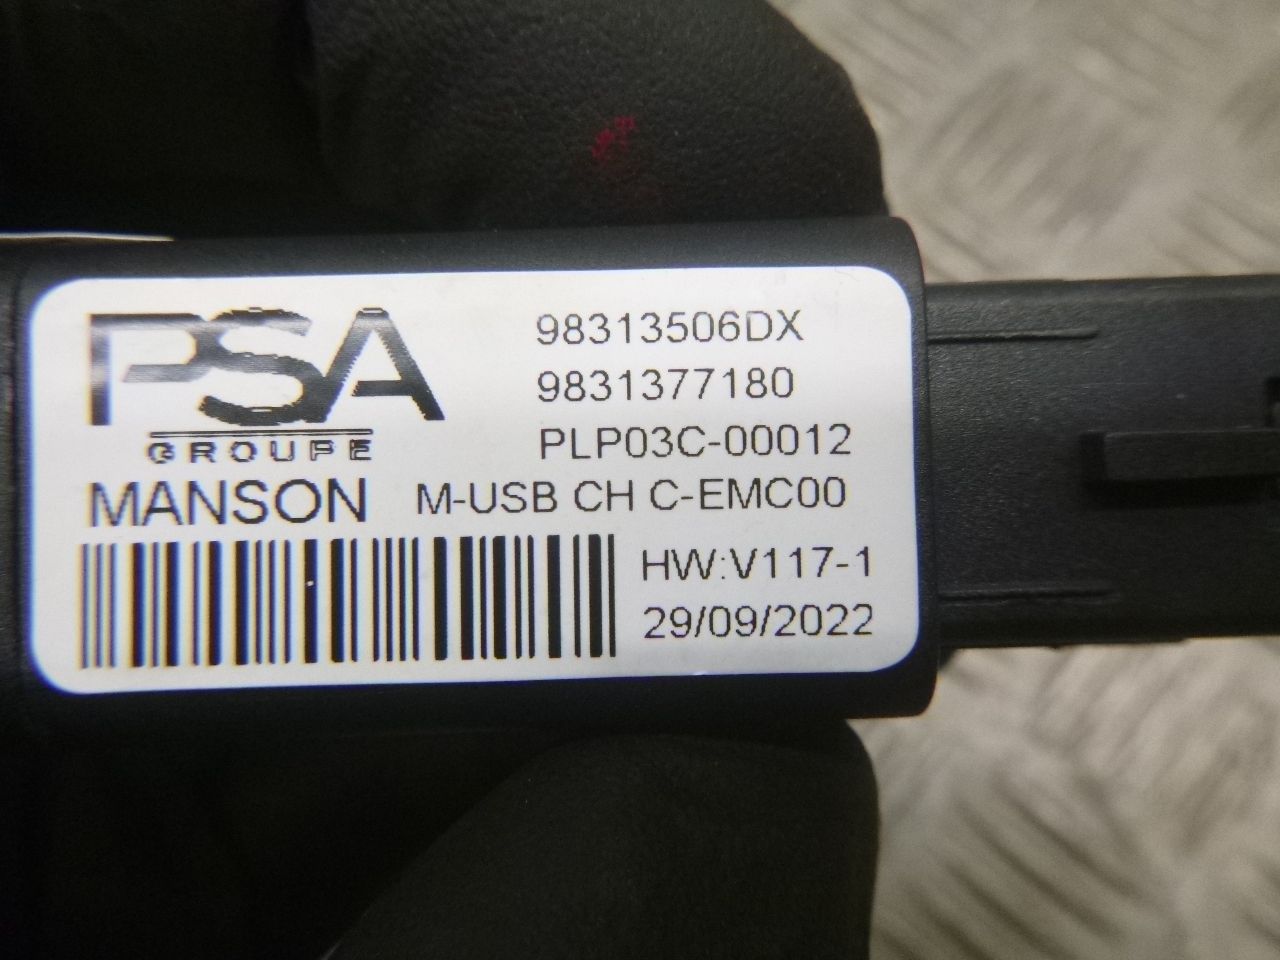 PSA
GROUPE
98313506DX
9831377180
PLP03C-00012
MANSON M-USB CH C-EMC00
HW:V117-1
29/09/2022